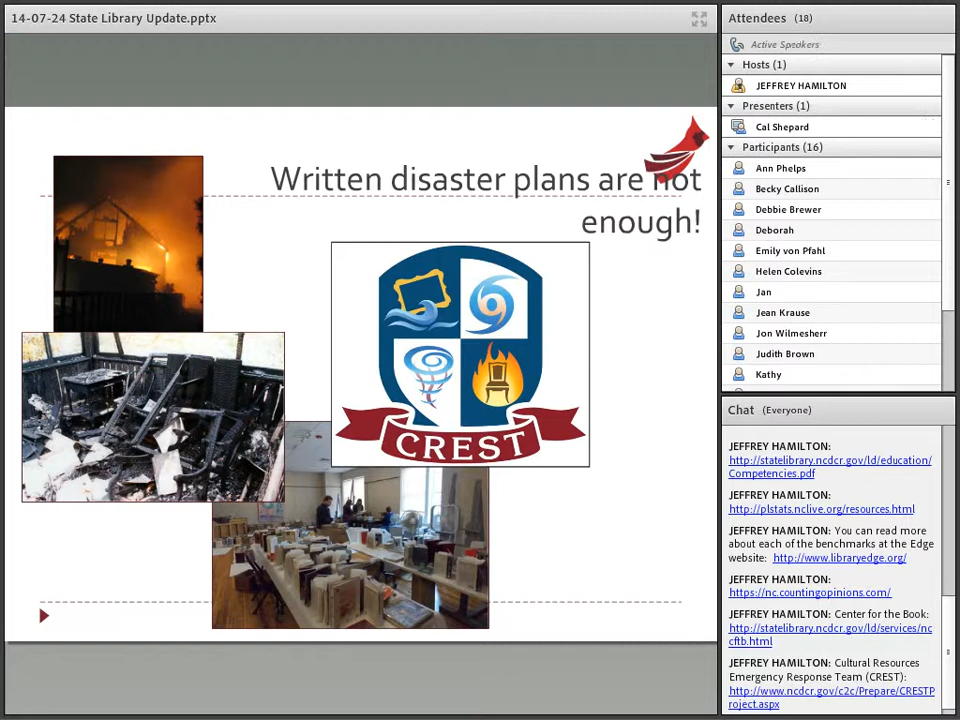 14-07-24 State Library Update.pptx
Written disaster plans are not
enough!
CREST
Attendees (18)
Active Speakers
Hosts (1)
JEFFREY HAMILTON
Presenters (1)
Cal Shepard
Participants (16)
Ann Phelps
Becky Callison
Debbie Brewer
Deborah
Emily von Pfahl
Helen Colevins
Jan
Jean Krause
Jon Wilmesherr
Judith Brown
Kathy
Chat (Everyone)
JEFFREY HAMILTON:
http://statelibrary.ncdcr.gov/ld/education/
Competencies.pdf
JEFFREY HAMILTON:
http://plstats.nclive.org/resources.html
JEFFREY HAMILTON: You can read more
about each of the benchmarks at the Edge
website: http://www.libraryedge.org/
JEFFREY HAMILTON:
https://nc.countingopinions.com/
JEFFREY HAMILTON: Center for the Book:
http://statelibrary.ncdcr.gov/ld/services/nc
cftb.html
JEFFREY HAMILTON: Cultural Resources
Emergency Response Team (CREST):
http://www.ncdcr.gov/c2c/Prepare/CRESTP
roject.aspx